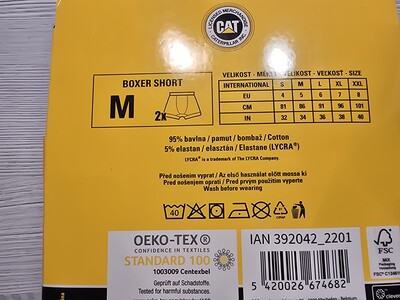 LICENSED MERCHANDISE
CAT
CATERPILLAR INC.
BOXER SHORT
M 2x
VELIKOST - VELIKOST - VEĽKOSŤ - SIZE
INTERNATIONAL S M L XL XXL
EU 4 5 6 7 8
CM 81 86 91 96 101
IN 32 34 36 38 40
95% bavlna / pamut / bombaž / Cotton
5% elastan / elasztán / Elastane (LYCRA®)
LYCRA® is a trademark of The LYCRA Company.
Před nošením vyprat / Az első használat előtt mossa ki
Pred nošenjem oprati / Pred prvým použitím vyperte
Wash before wearing
40
OEKO-TEX®
CONFIDENCE IN TEXTILES
STANDARD 100
1003009 Centexbel
Geprüft auf Schadstoffe.
Tested for harmful substances.
IAN 392042_2201
5 420026 674682
FSC
MIX
Packaging
clever